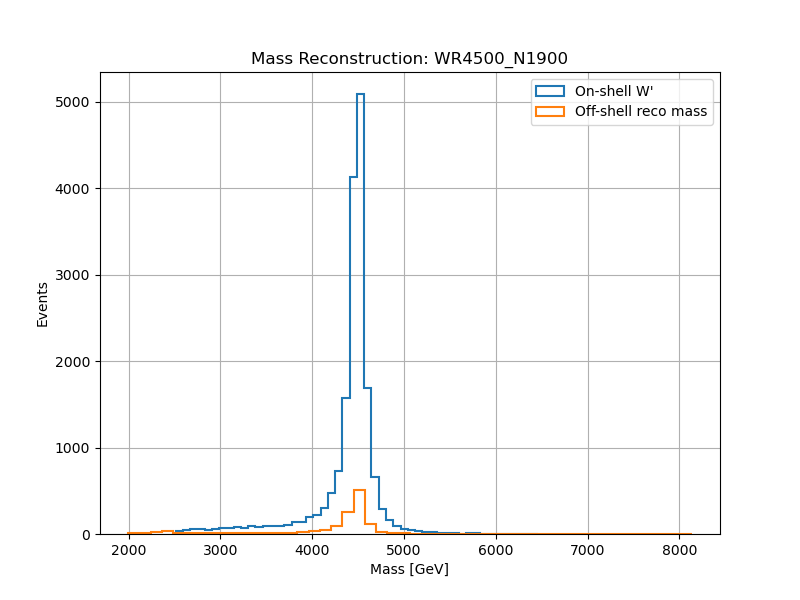 Mass Reconstruction: WR4500_N1900
On-shell W'
Off-shell reco mass
5000
4000
3000
2000
1000
0
Events
2000 3000 4000 5000 6000 7000 8000
Mass [GeV]